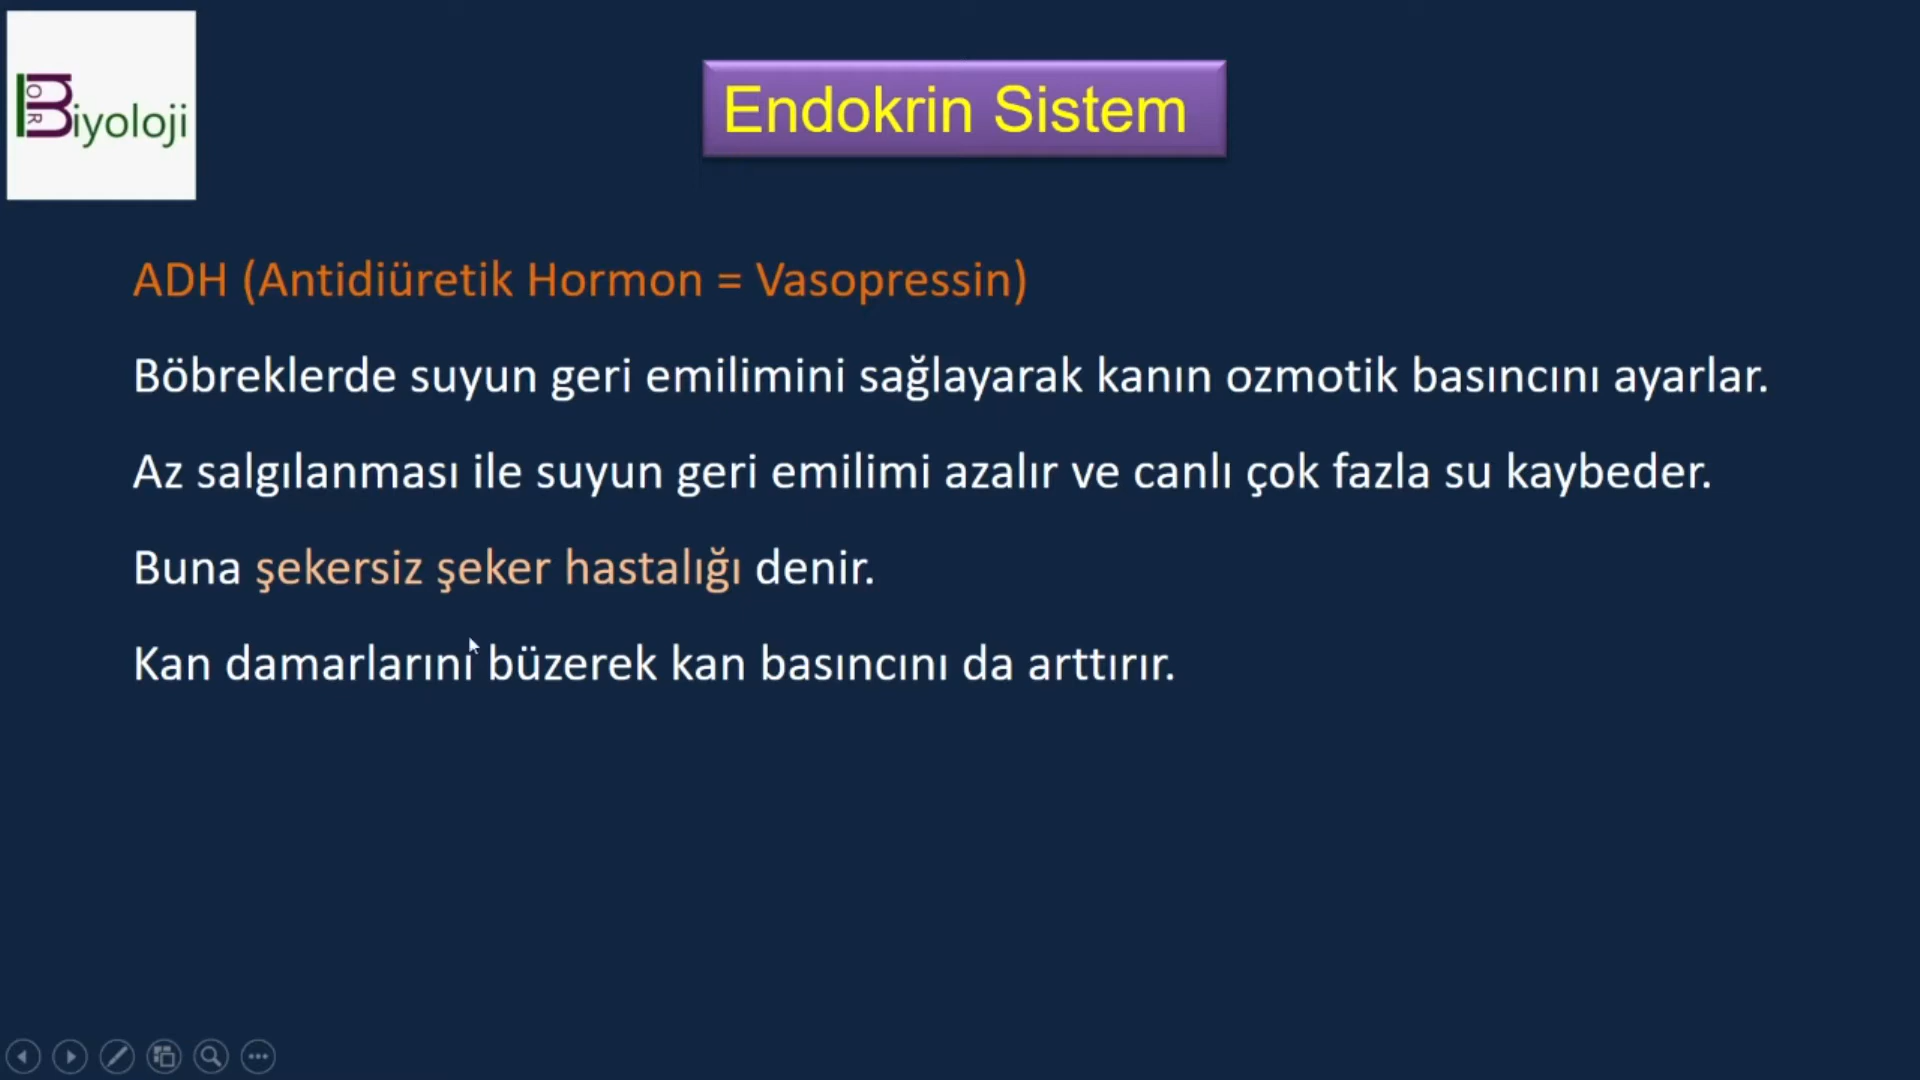 Biyoloji
Endokrin Sistem
ADH (Antidiüretik Hormon = Vasopressin)
Böbreklerde suyun geri emilimini sağlayarak kanın ozmotik basıncını ayarlar.
Az salgılanması ile suyun geri emilimi azalır ve canlı çok fazla su kaybeder.
Buna şekersiz şeker hastalığı denir.
Kan damarlarını büzerek kan basıncını da arttırır.